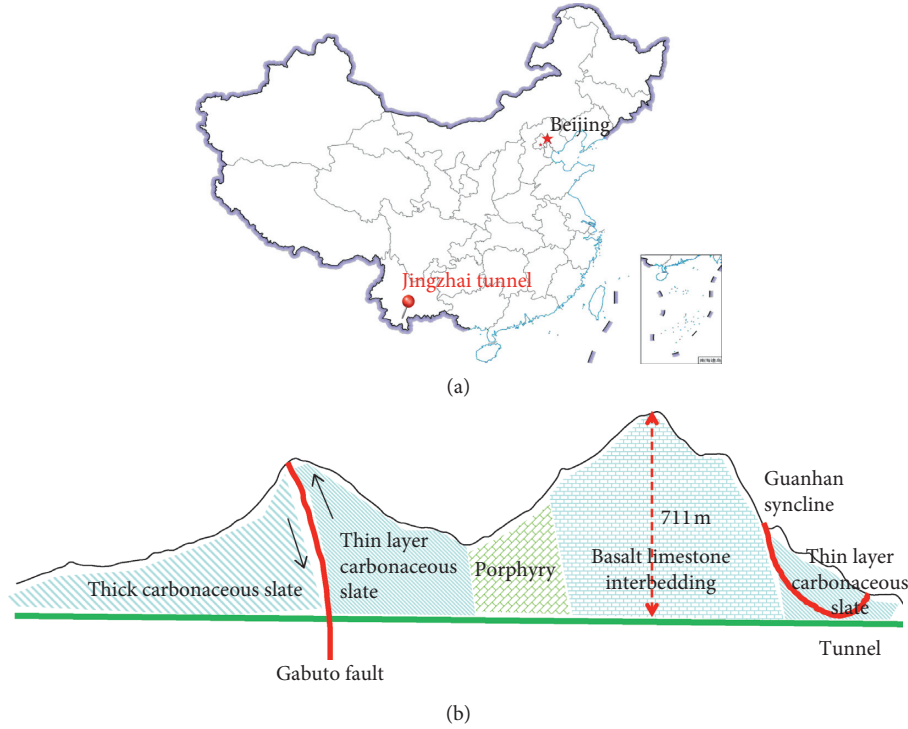 Beijing
Jingzhai tunnel
(a)
Guanhan
syncline
711 m
Thin layer
carbonaceous
slate
Thin layer
carbonaceous
slate
Porphyry
Basalt limestone
interbedding
Thick carbonaceous slate
Tunnel
Gabuto fault
(b)